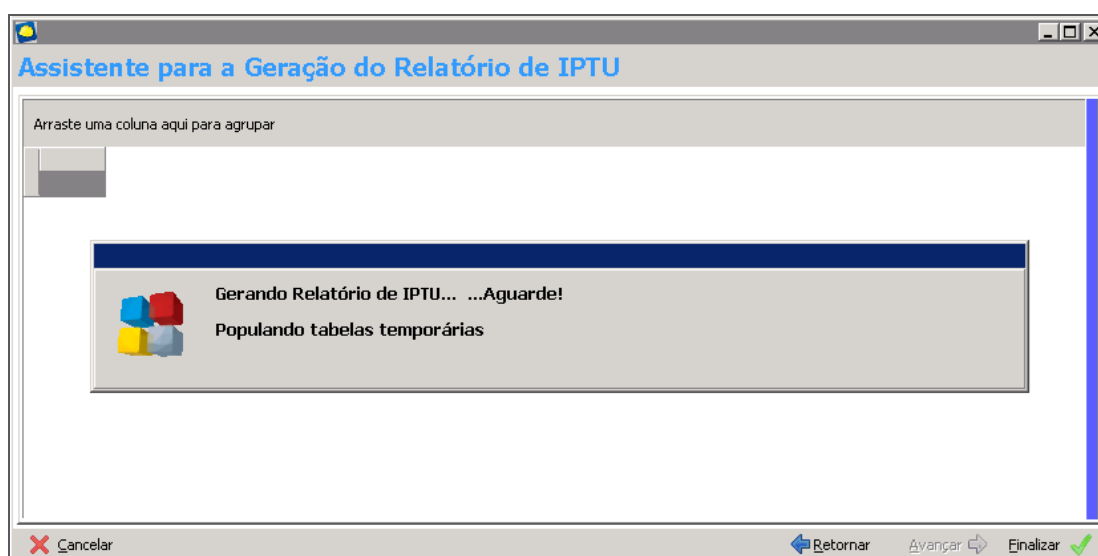 Assistente para a Geração do Relatório de IPTU
Arraste uma coluna aqui para agrupar
Gerando Relatório de IPTU... ...Aguarde!
Populando tabelas temporárias
Cancelar Retornar Avançar Finalizar